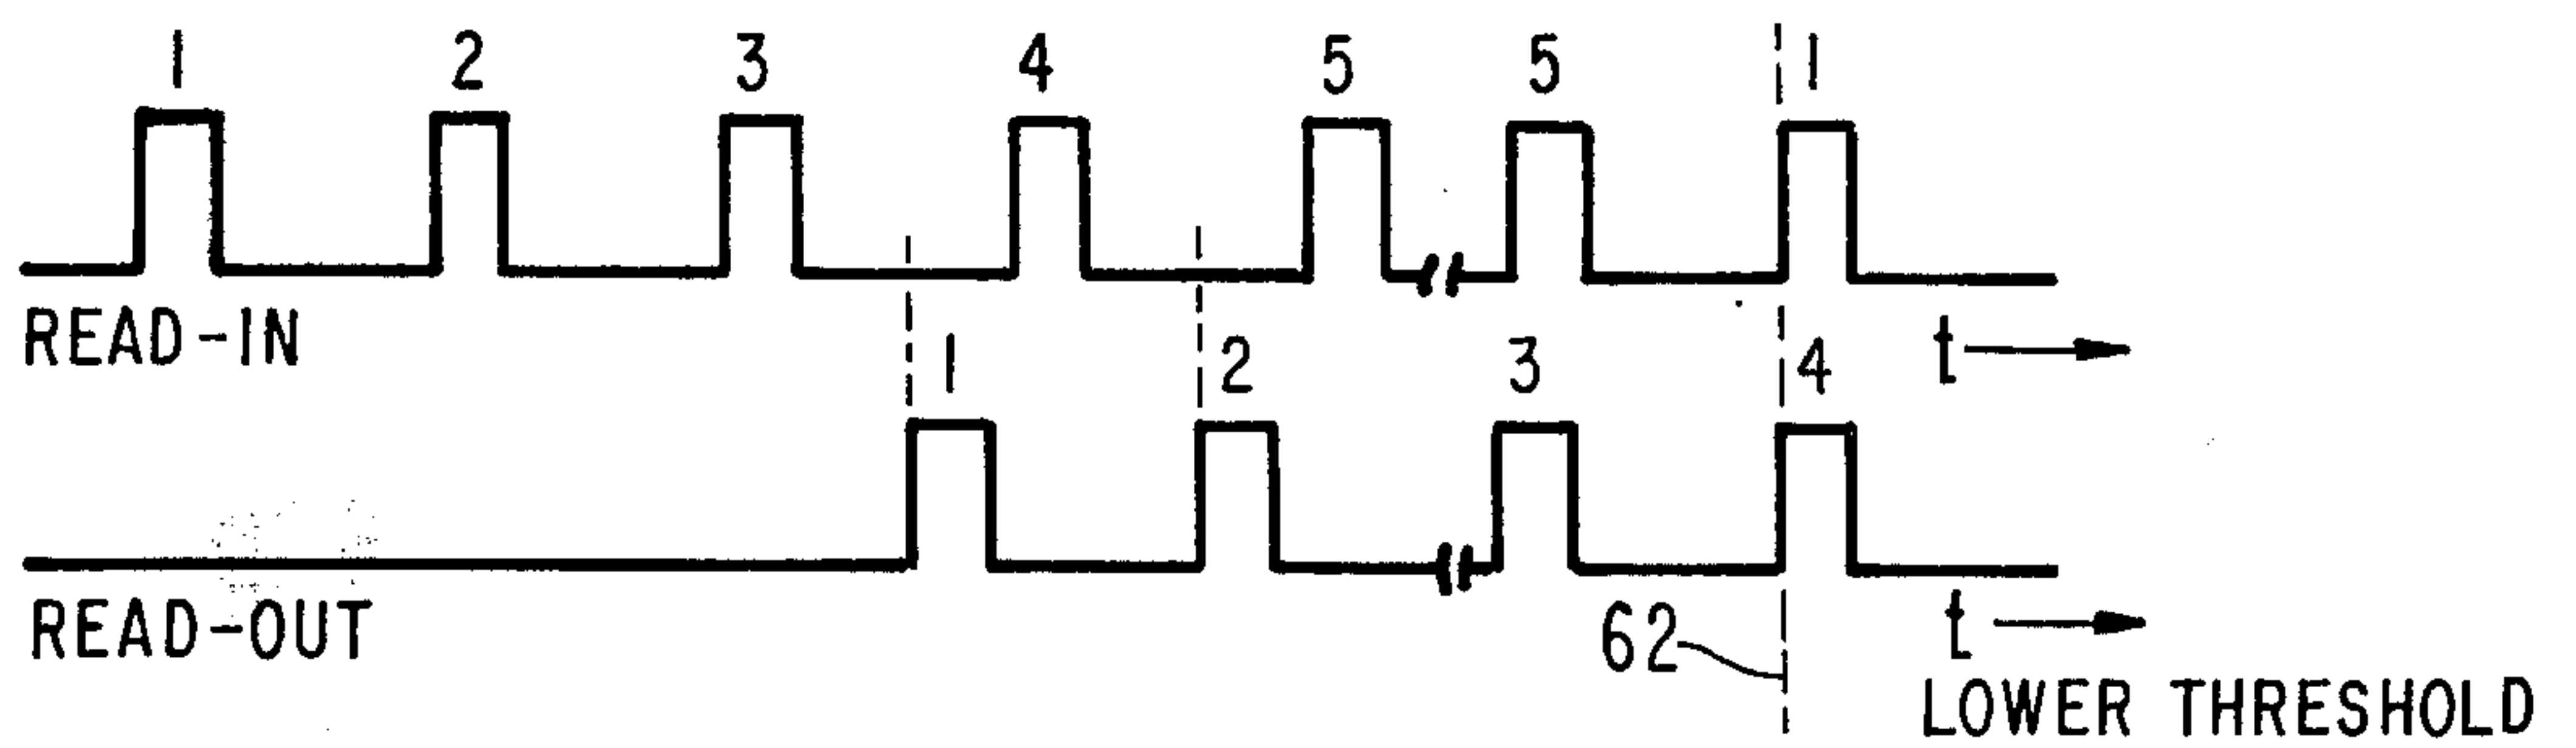 1 2 3 4 5 5 1
READ-IN
t
1 2 3 4
READ-OUT
62
t
LOWER THRESHOLD